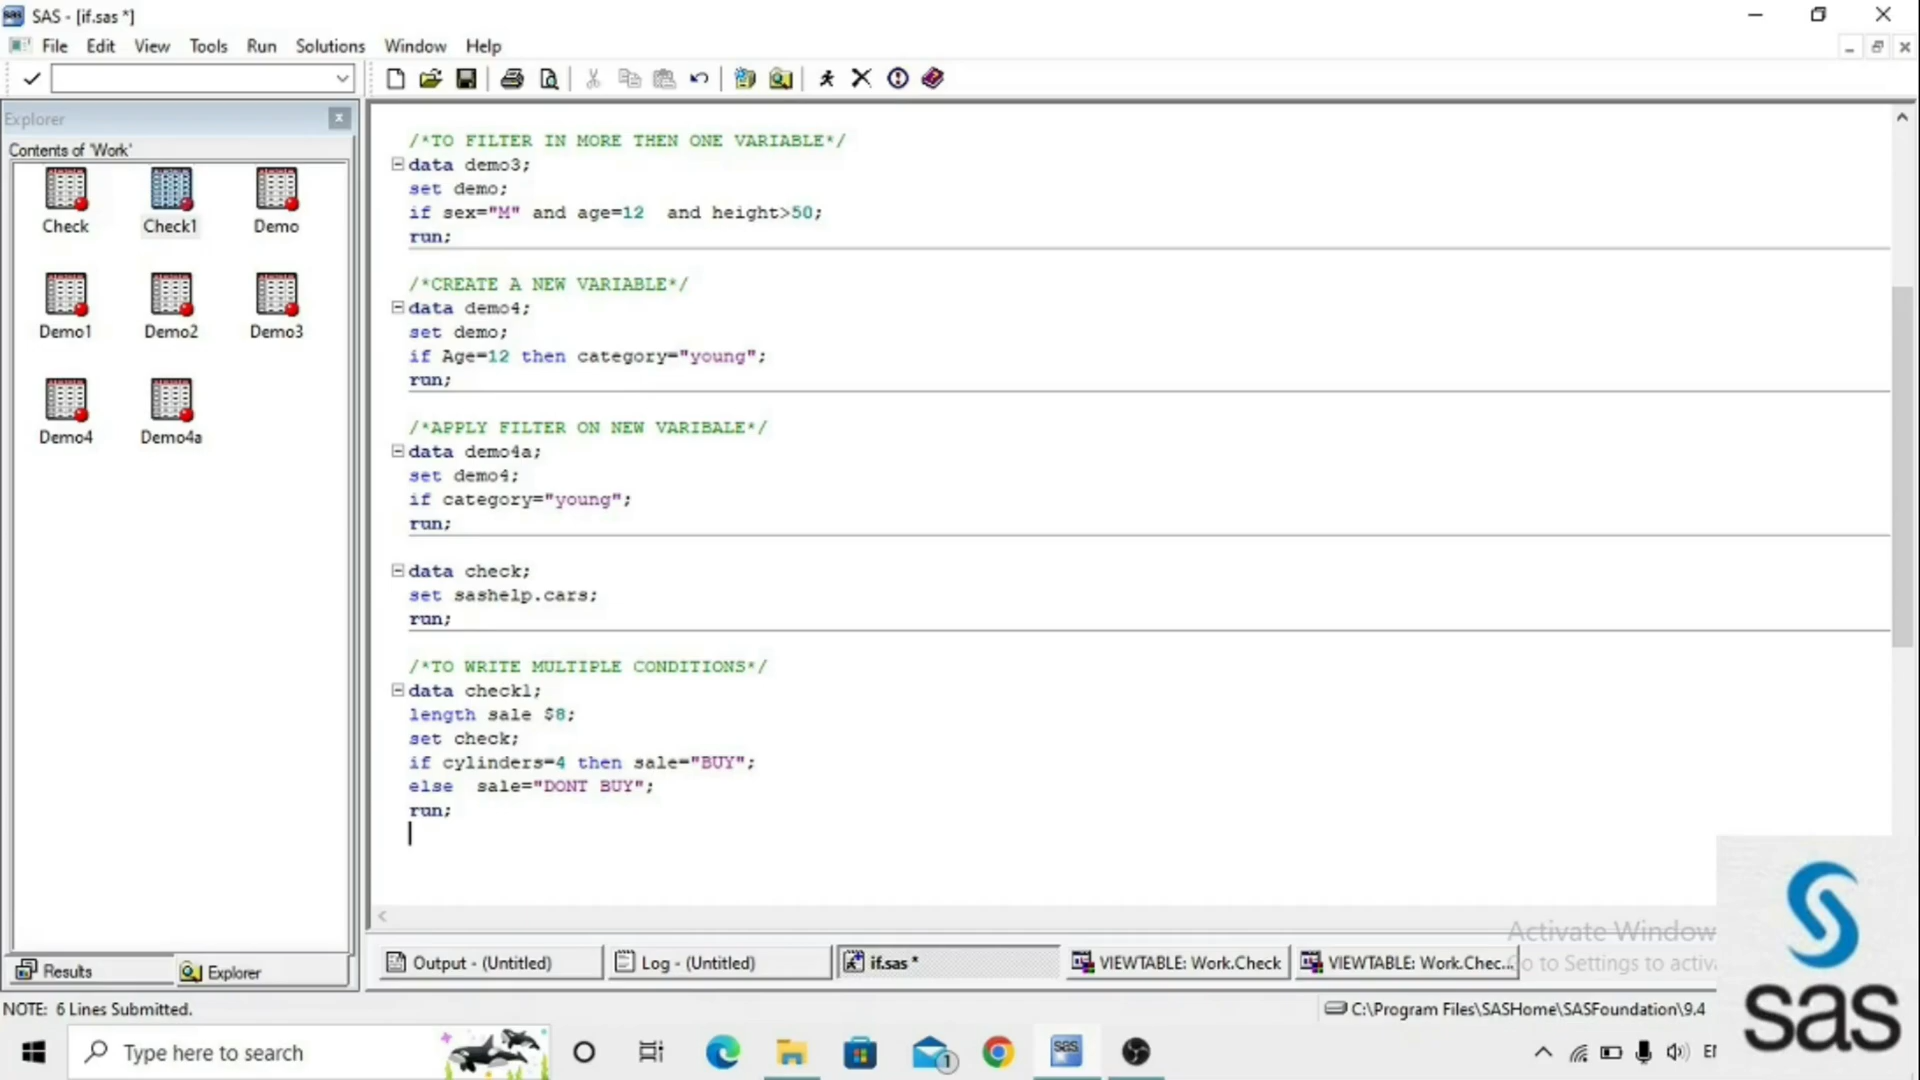 SAS - [if.sas *]
File Edit View Tools Run Solutions Window Help
Explorer
Contents of 'Work'
Check Check1 Demo
Demo1 Demo2 Demo3
Demo4 Demo4a
/*TO FILTER IN MORE THEN ONE VARIABLE*/
data demo3;
set demo;
if sex="M" and age=12  and height>50;
run;
/*CREATE A NEW VARIABLE*/
data demo4;
set demo;
if Age=12 then category="young";
run;
/*APPLY FILTER ON NEW VARIBALE*/
data demo4a;
set demo4;
if category="young";
run;
data check;
set sashelp.cars;
run;
/*TO WRITE MULTIPLE CONDITIONS*/
data check1;
length sale $8;
set check;
if cylinders=4 then sale="BUY";
else  sale="DONT BUY";
run;
Results Explorer
Output - (Untitled) Log - (Untitled) if.sas * VIEWTABLE: Work.Check VIEWTABLE: Work.Chec...
Activate Window
o to Settings to activa
NOTE: 6 Lines Submitted.
C:\Program Files\SASHome\SASFoundation\9.4
Type here to search
1
sas